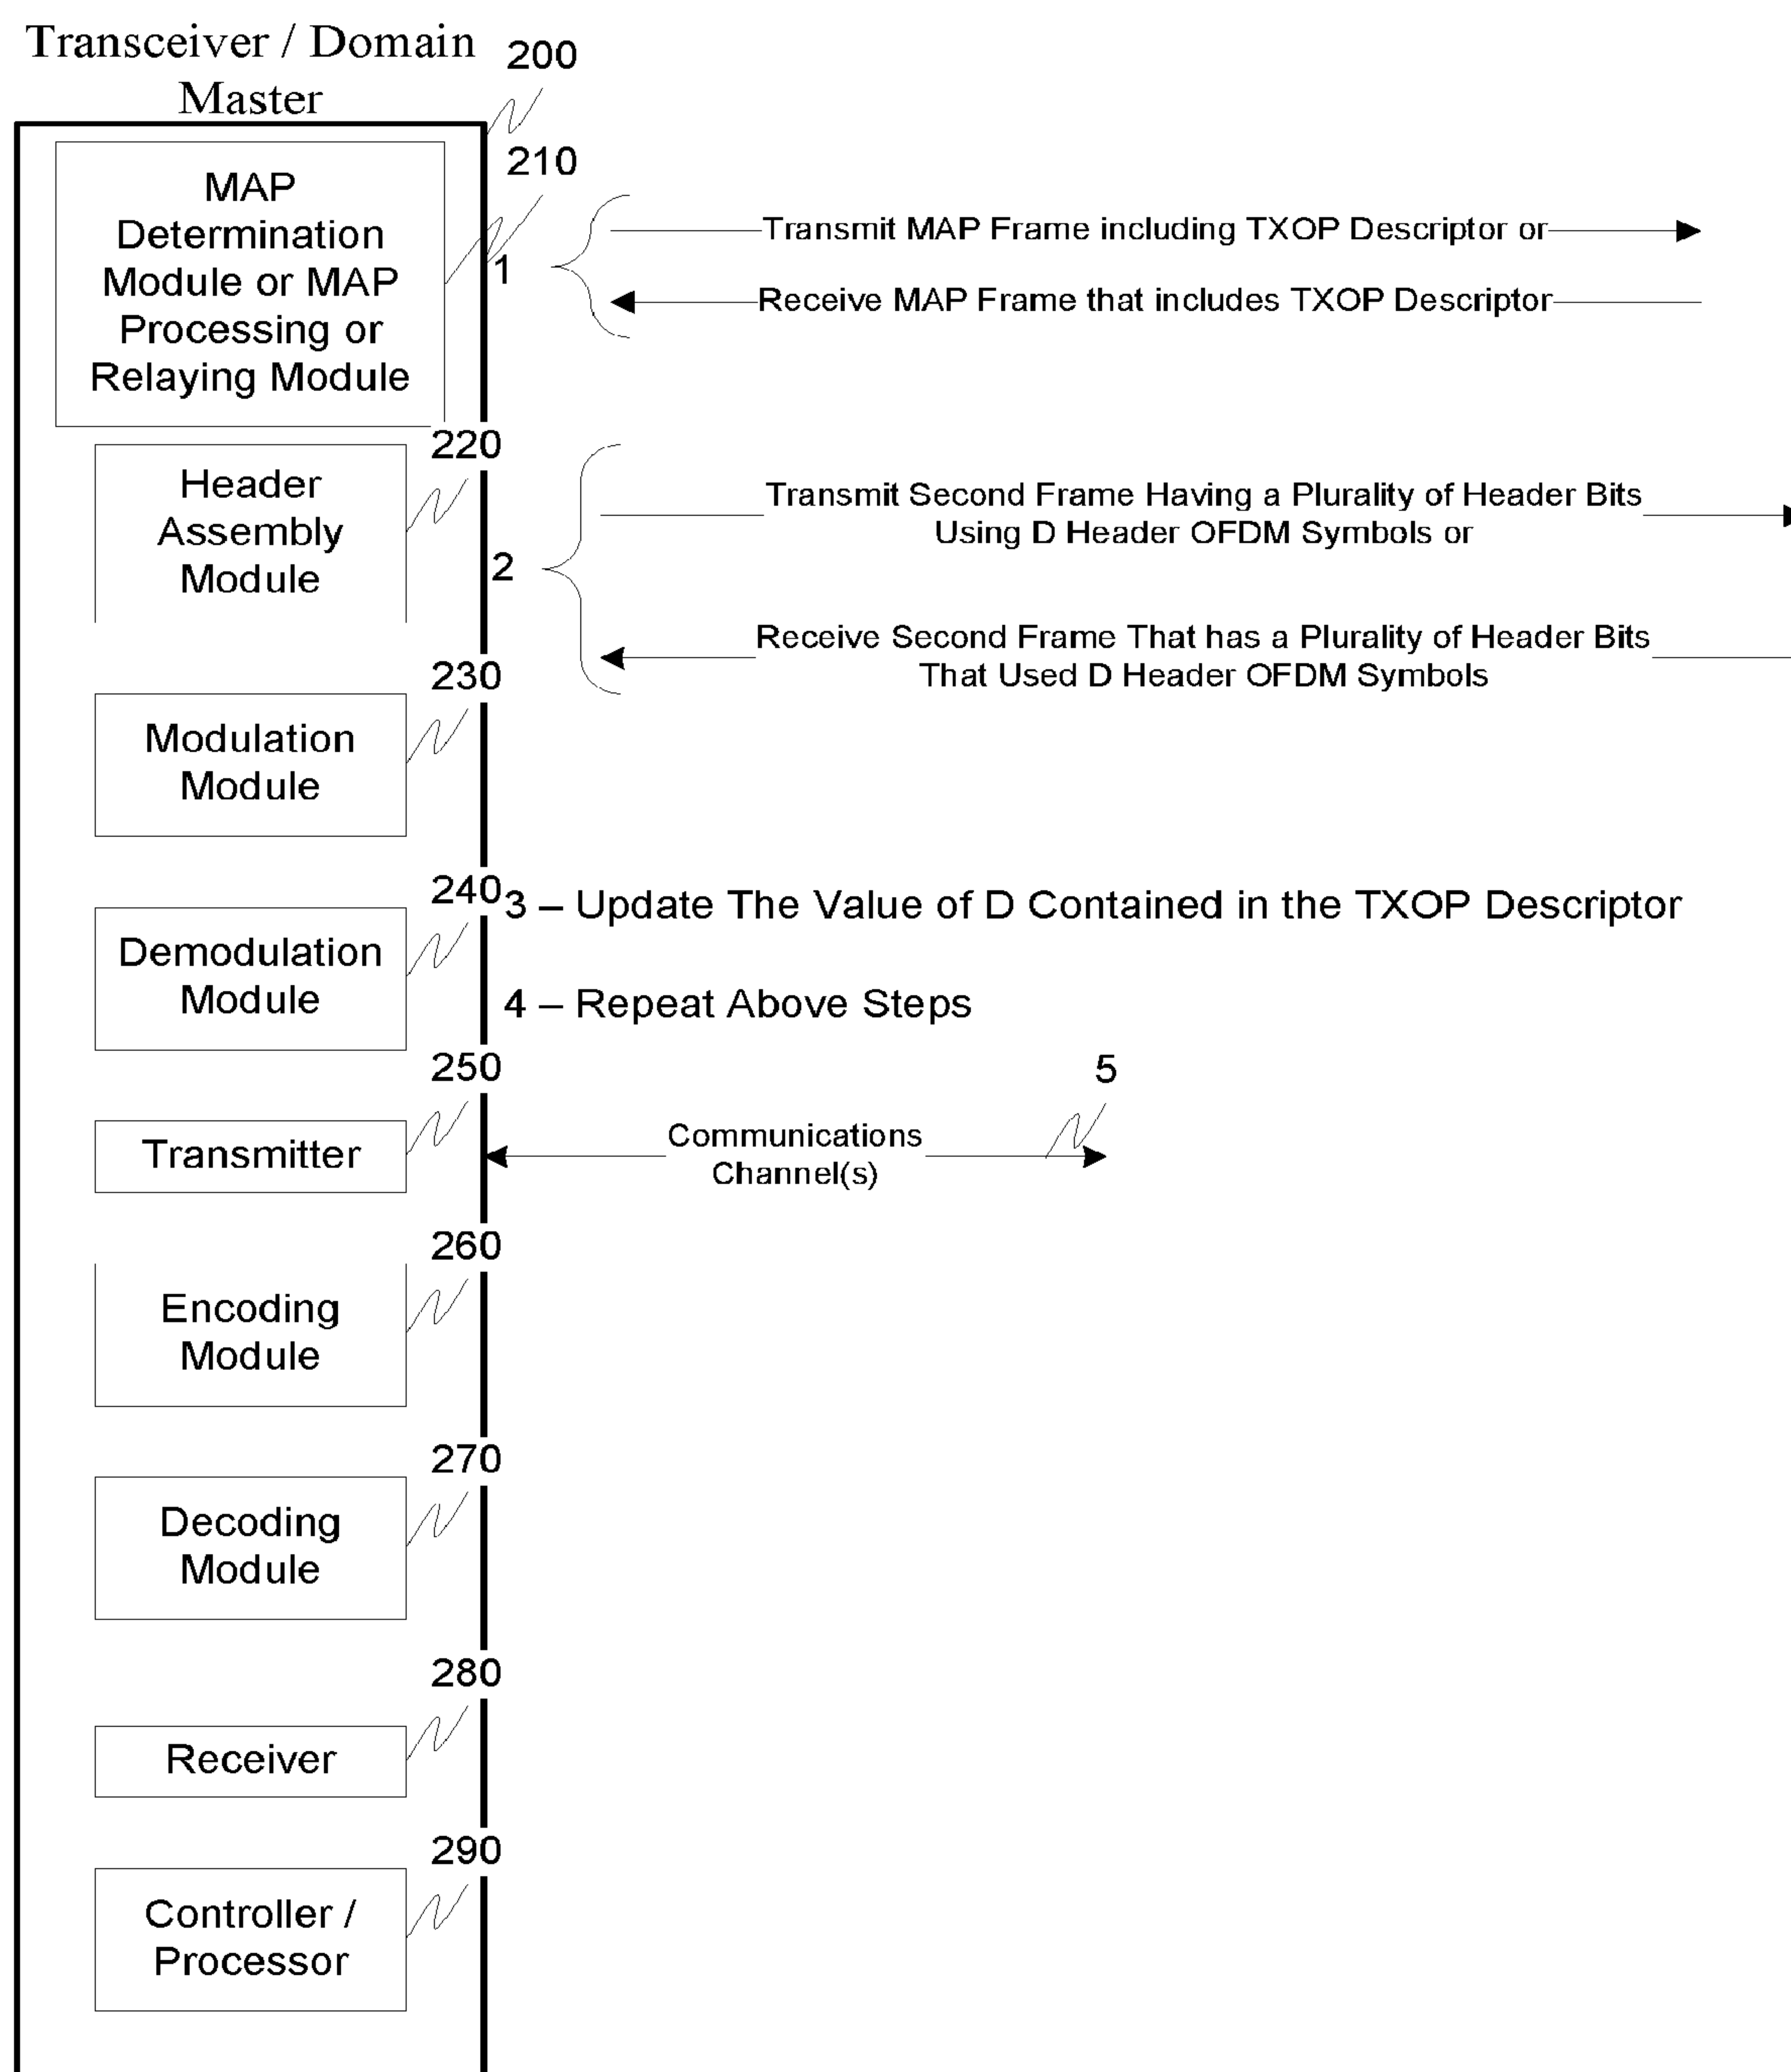 Transceiver / Domain
Master
200
MAP
Determination
Module or MAP
Processing or
Relaying Module
210
1
Transmit MAP Frame including TXOP Descriptor or
Receive MAP Frame that includes TXOP Descriptor
220
Header
Assembly
Module
2
Transmit Second Frame Having a Plurality of Header Bits
Using D Header OFDM Symbols or
Receive Second Frame That has a Plurality of Header Bits
That Used D Header OFDM Symbols
230
Modulation
Module
240
3 – Update The Value of D Contained in the TXOP Descriptor
Demodulation
Module
4 – Repeat Above Steps
250
Transmitter
5
Communications
Channel(s)
260
Encoding
Module
270
Decoding
Module
280
Receiver
290
Controller /
Processor